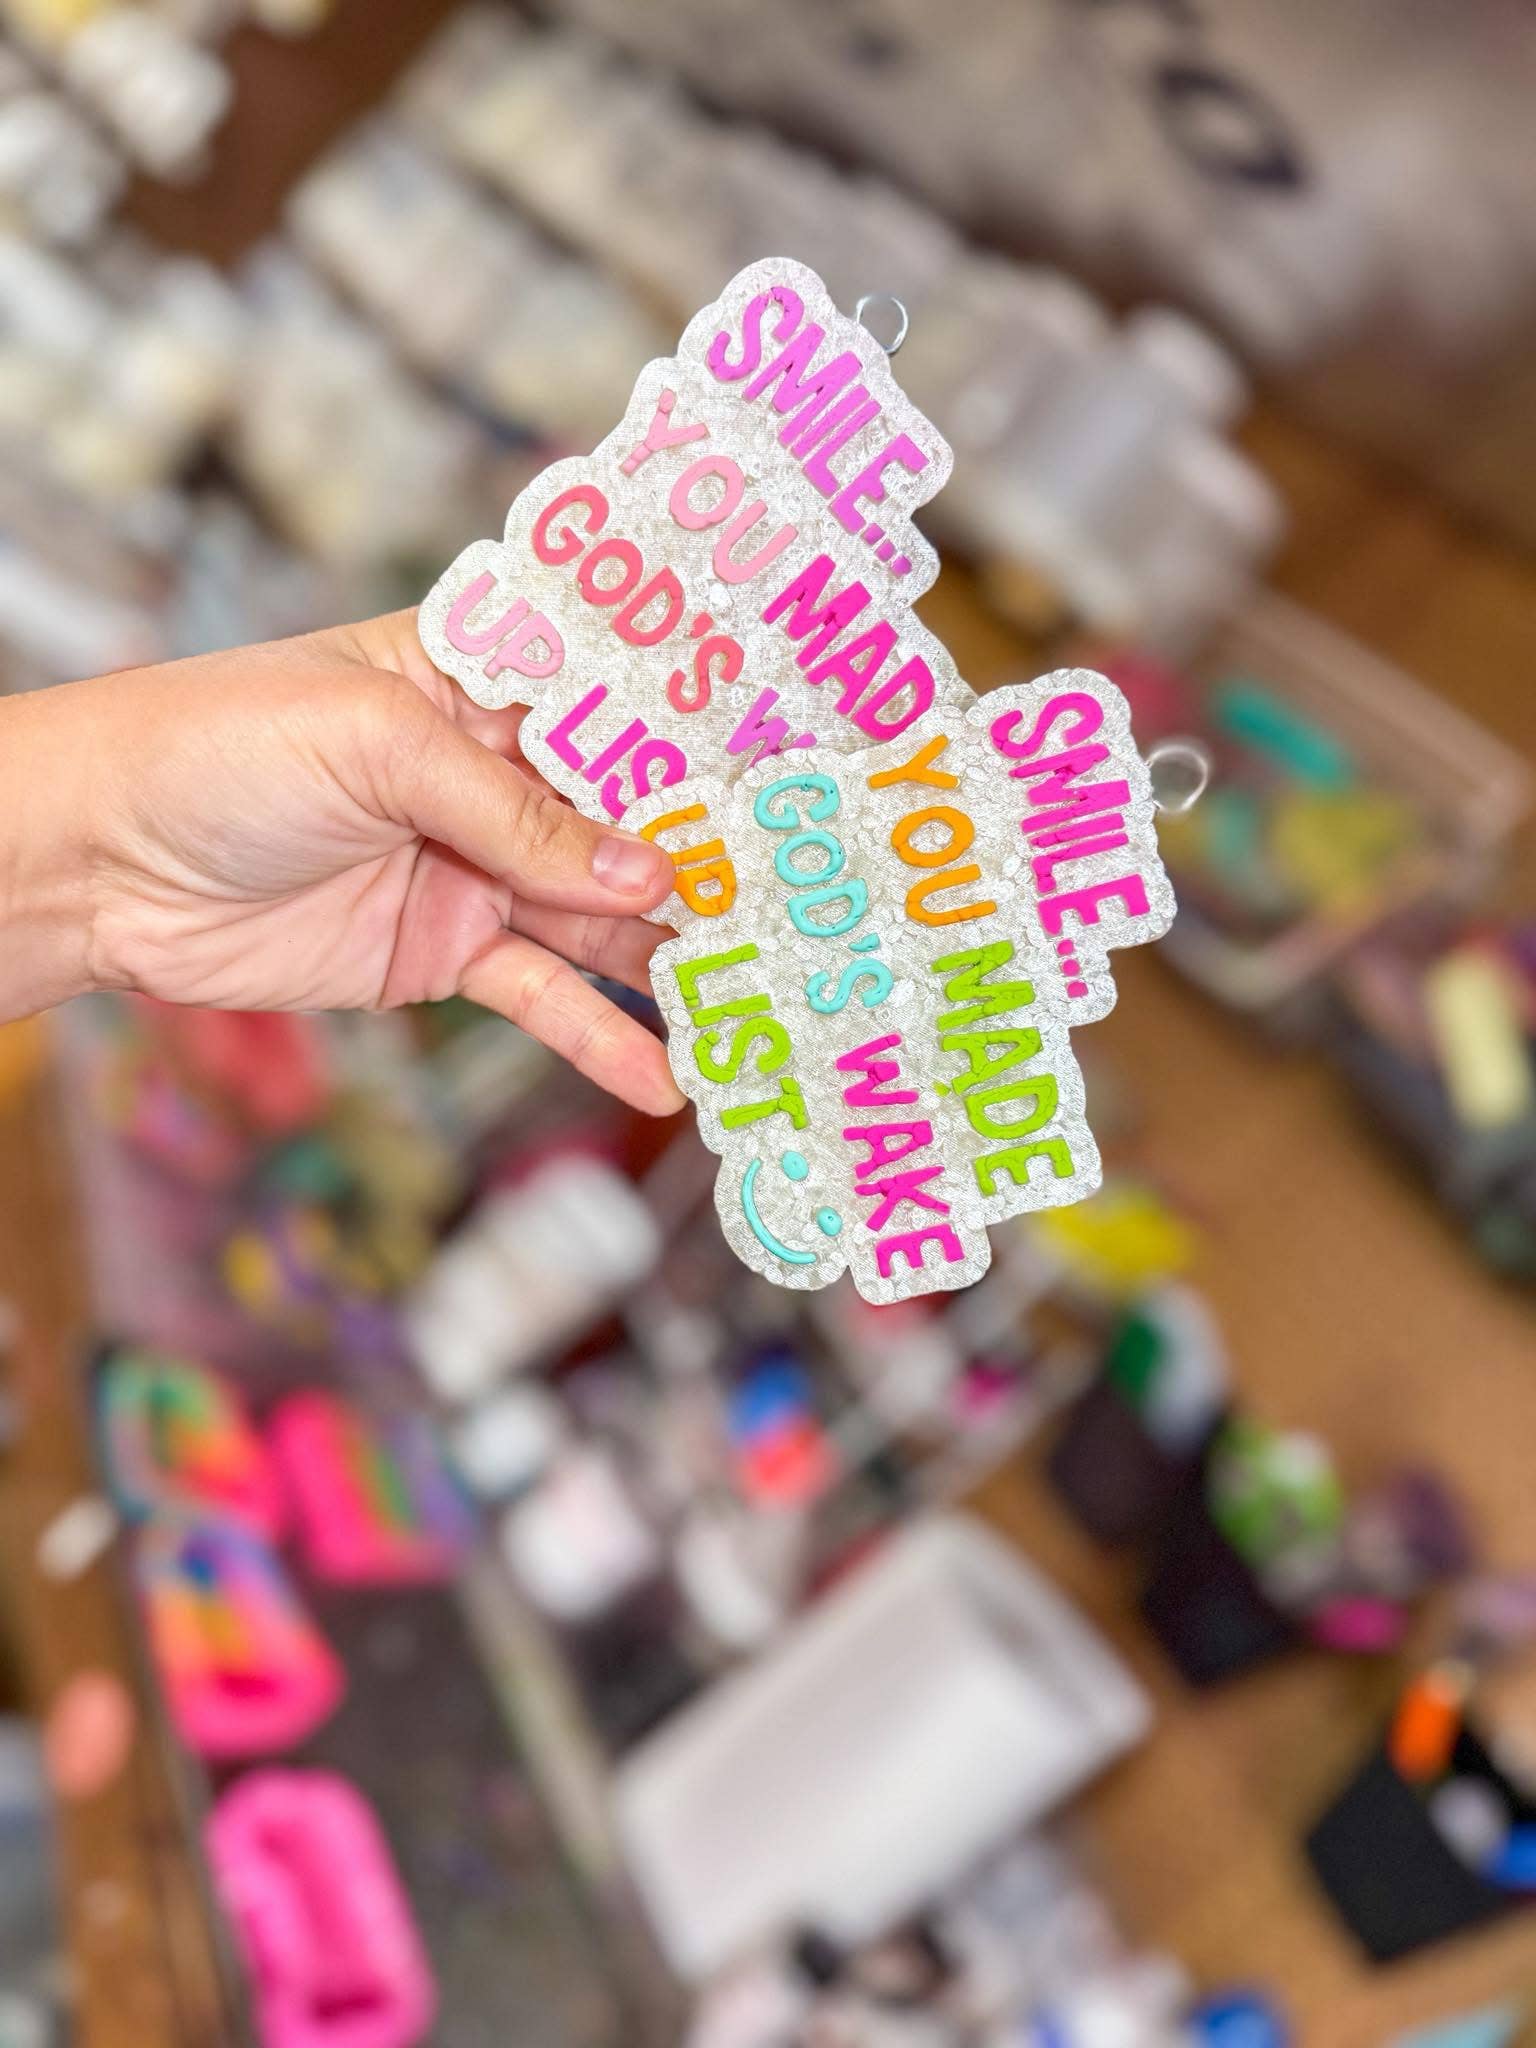 SMILE...
YOU MAD
GOD'S W
UP LIS
SMILE...
YOU MADE
GOD'S WAKE
UP LIST